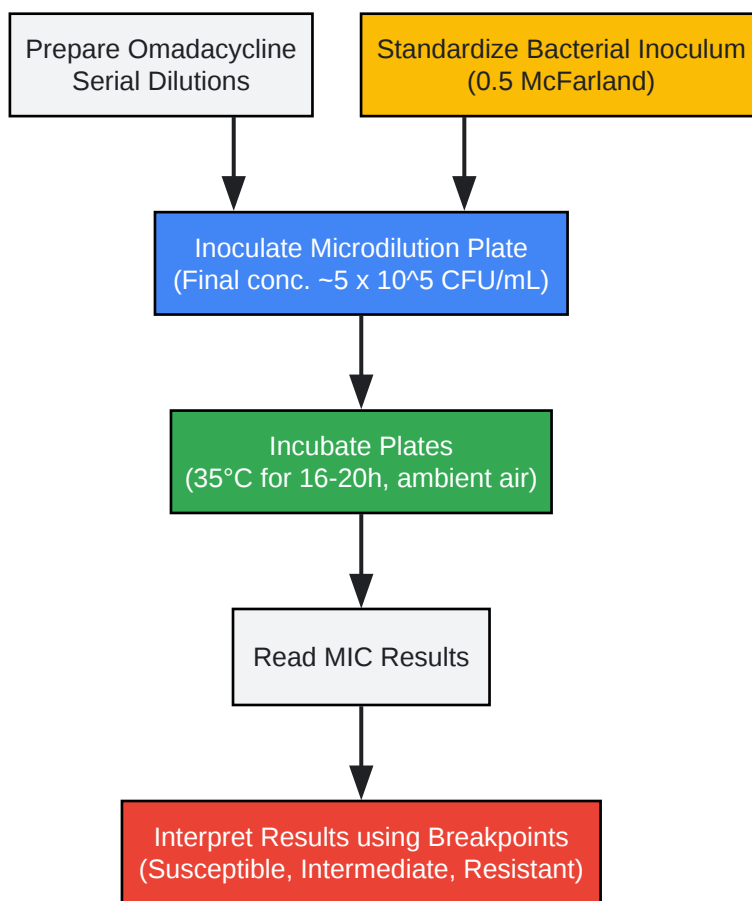 Prepare Omadacycline
Serial Dilutions
Standardize Bacterial Inoculum
(0.5 McFarland)
Inoculate Microdilution Plate
(Final conc. ~5 x 10^5 CFU/mL)
Incubate Plates
(35°C for 16-20h, ambient air)
Read MIC Results
Interpret Results using Breakpoints
(Susceptible, Intermediate, Resistant)